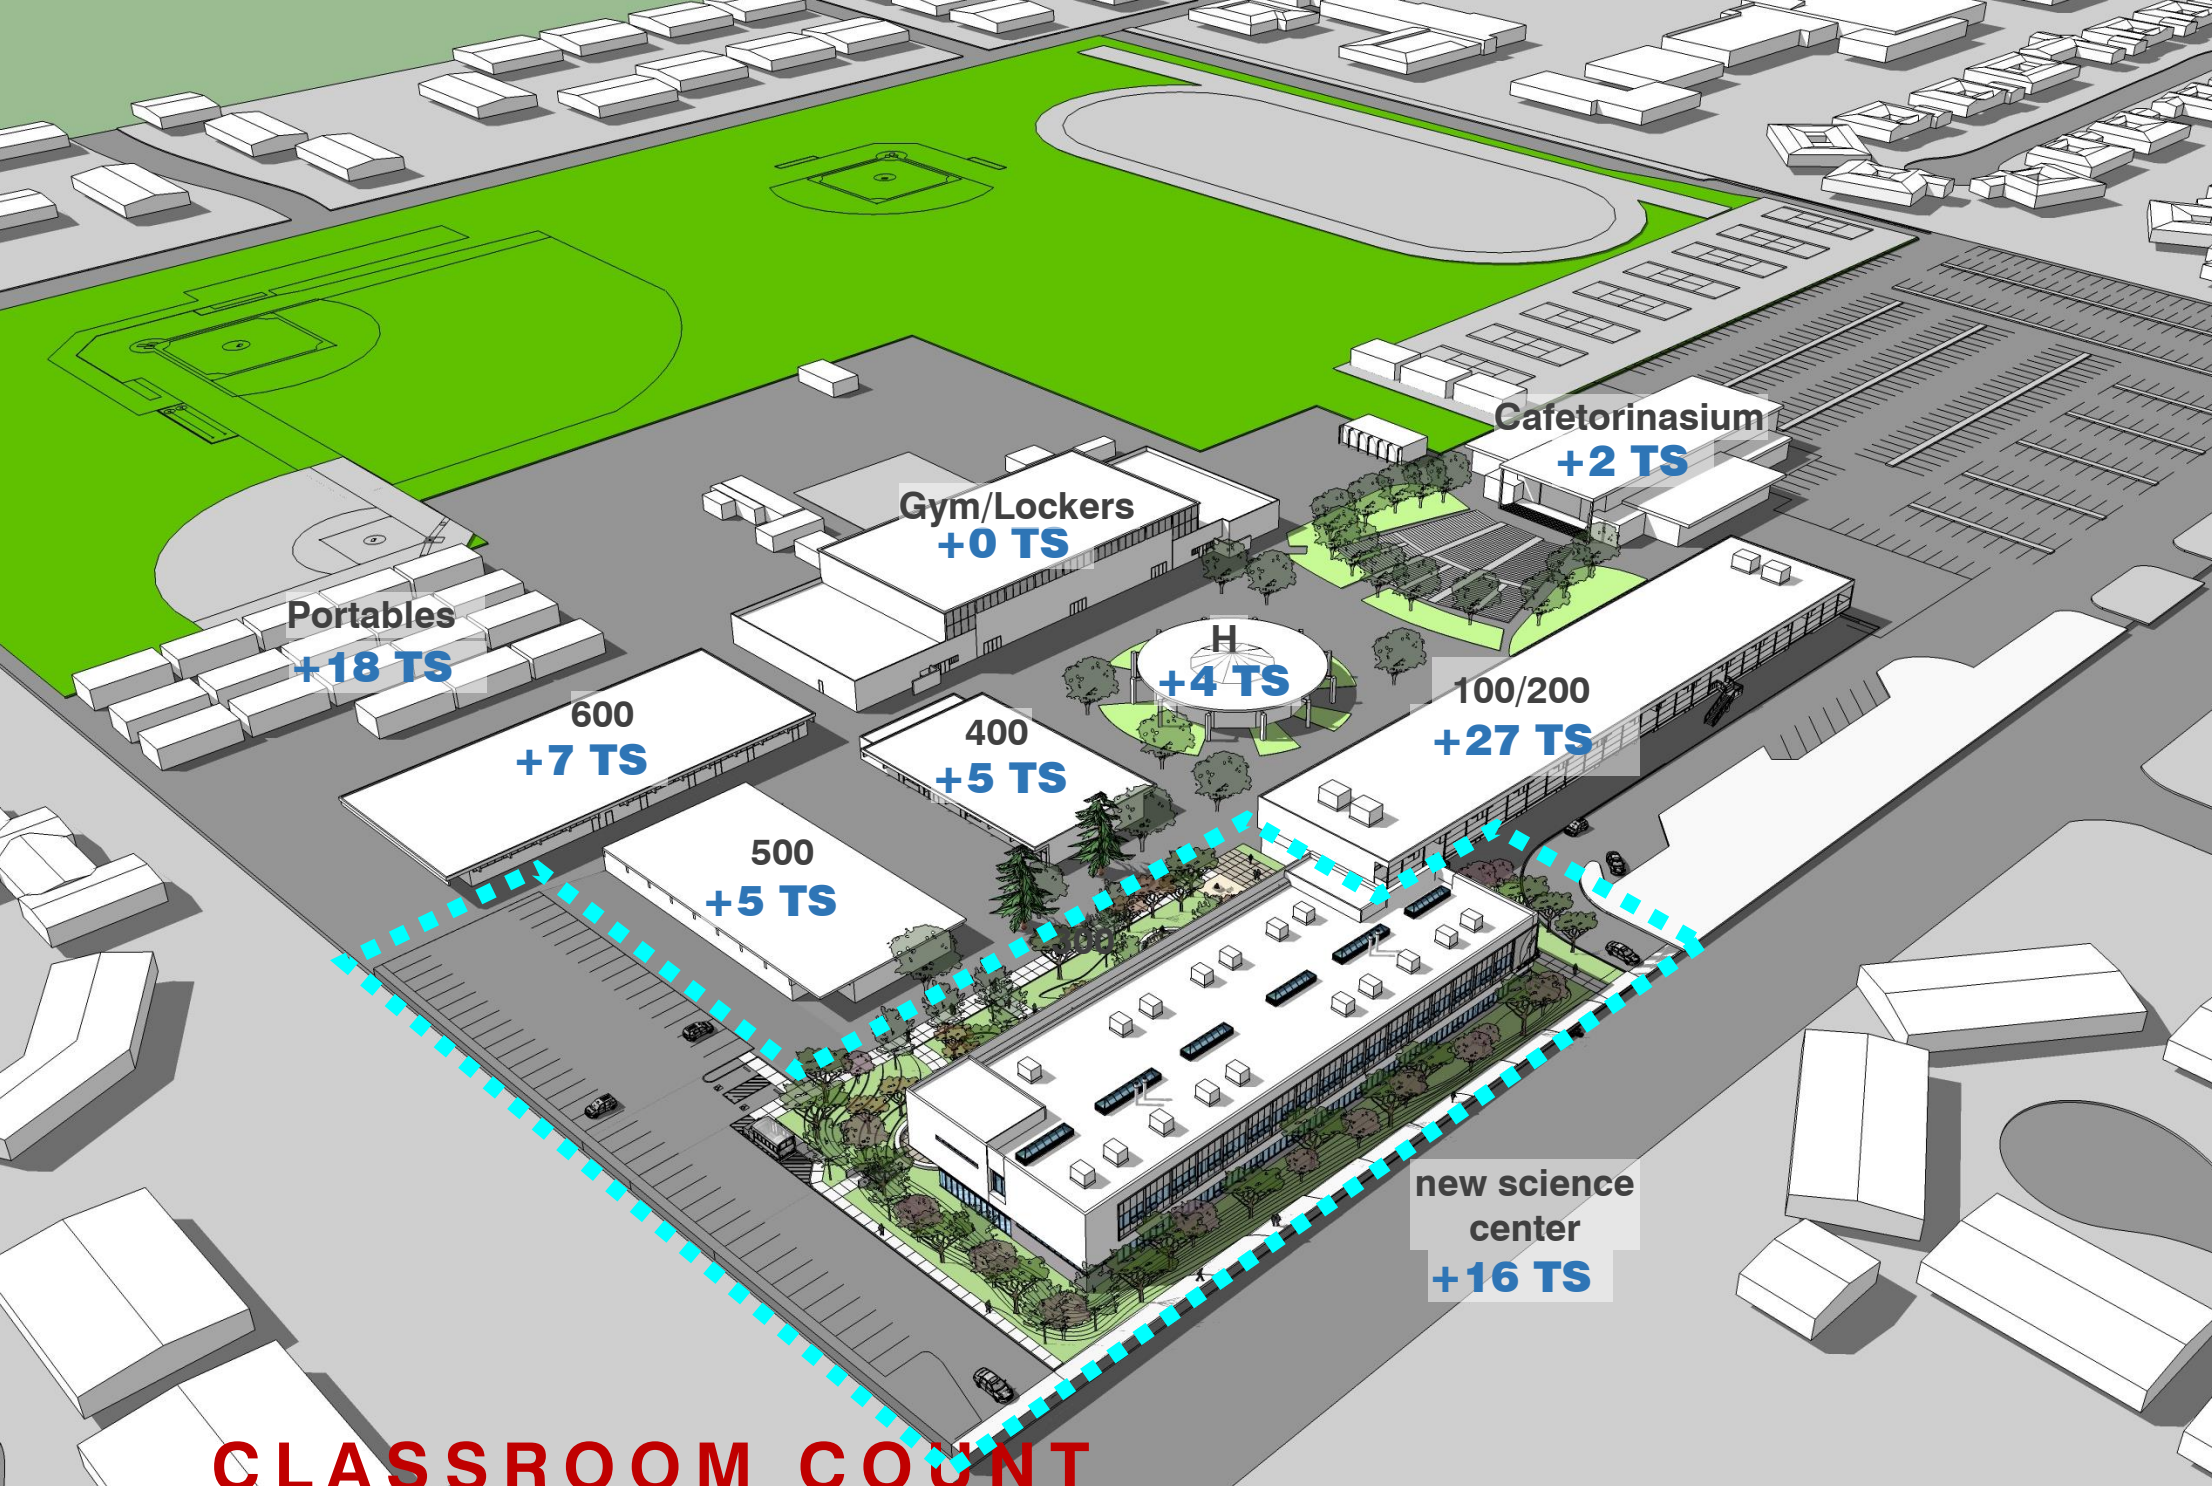 Cafetorinasium
+2 TS
Gym/Lockers
+0 TS
Portables
+18 TS
H
+4 TS
100/200
+27 TS
600
+7 TS
400
+5 TS
500
+5 TS
300
new science
center
+16 TS
CLASSROOM COUNT